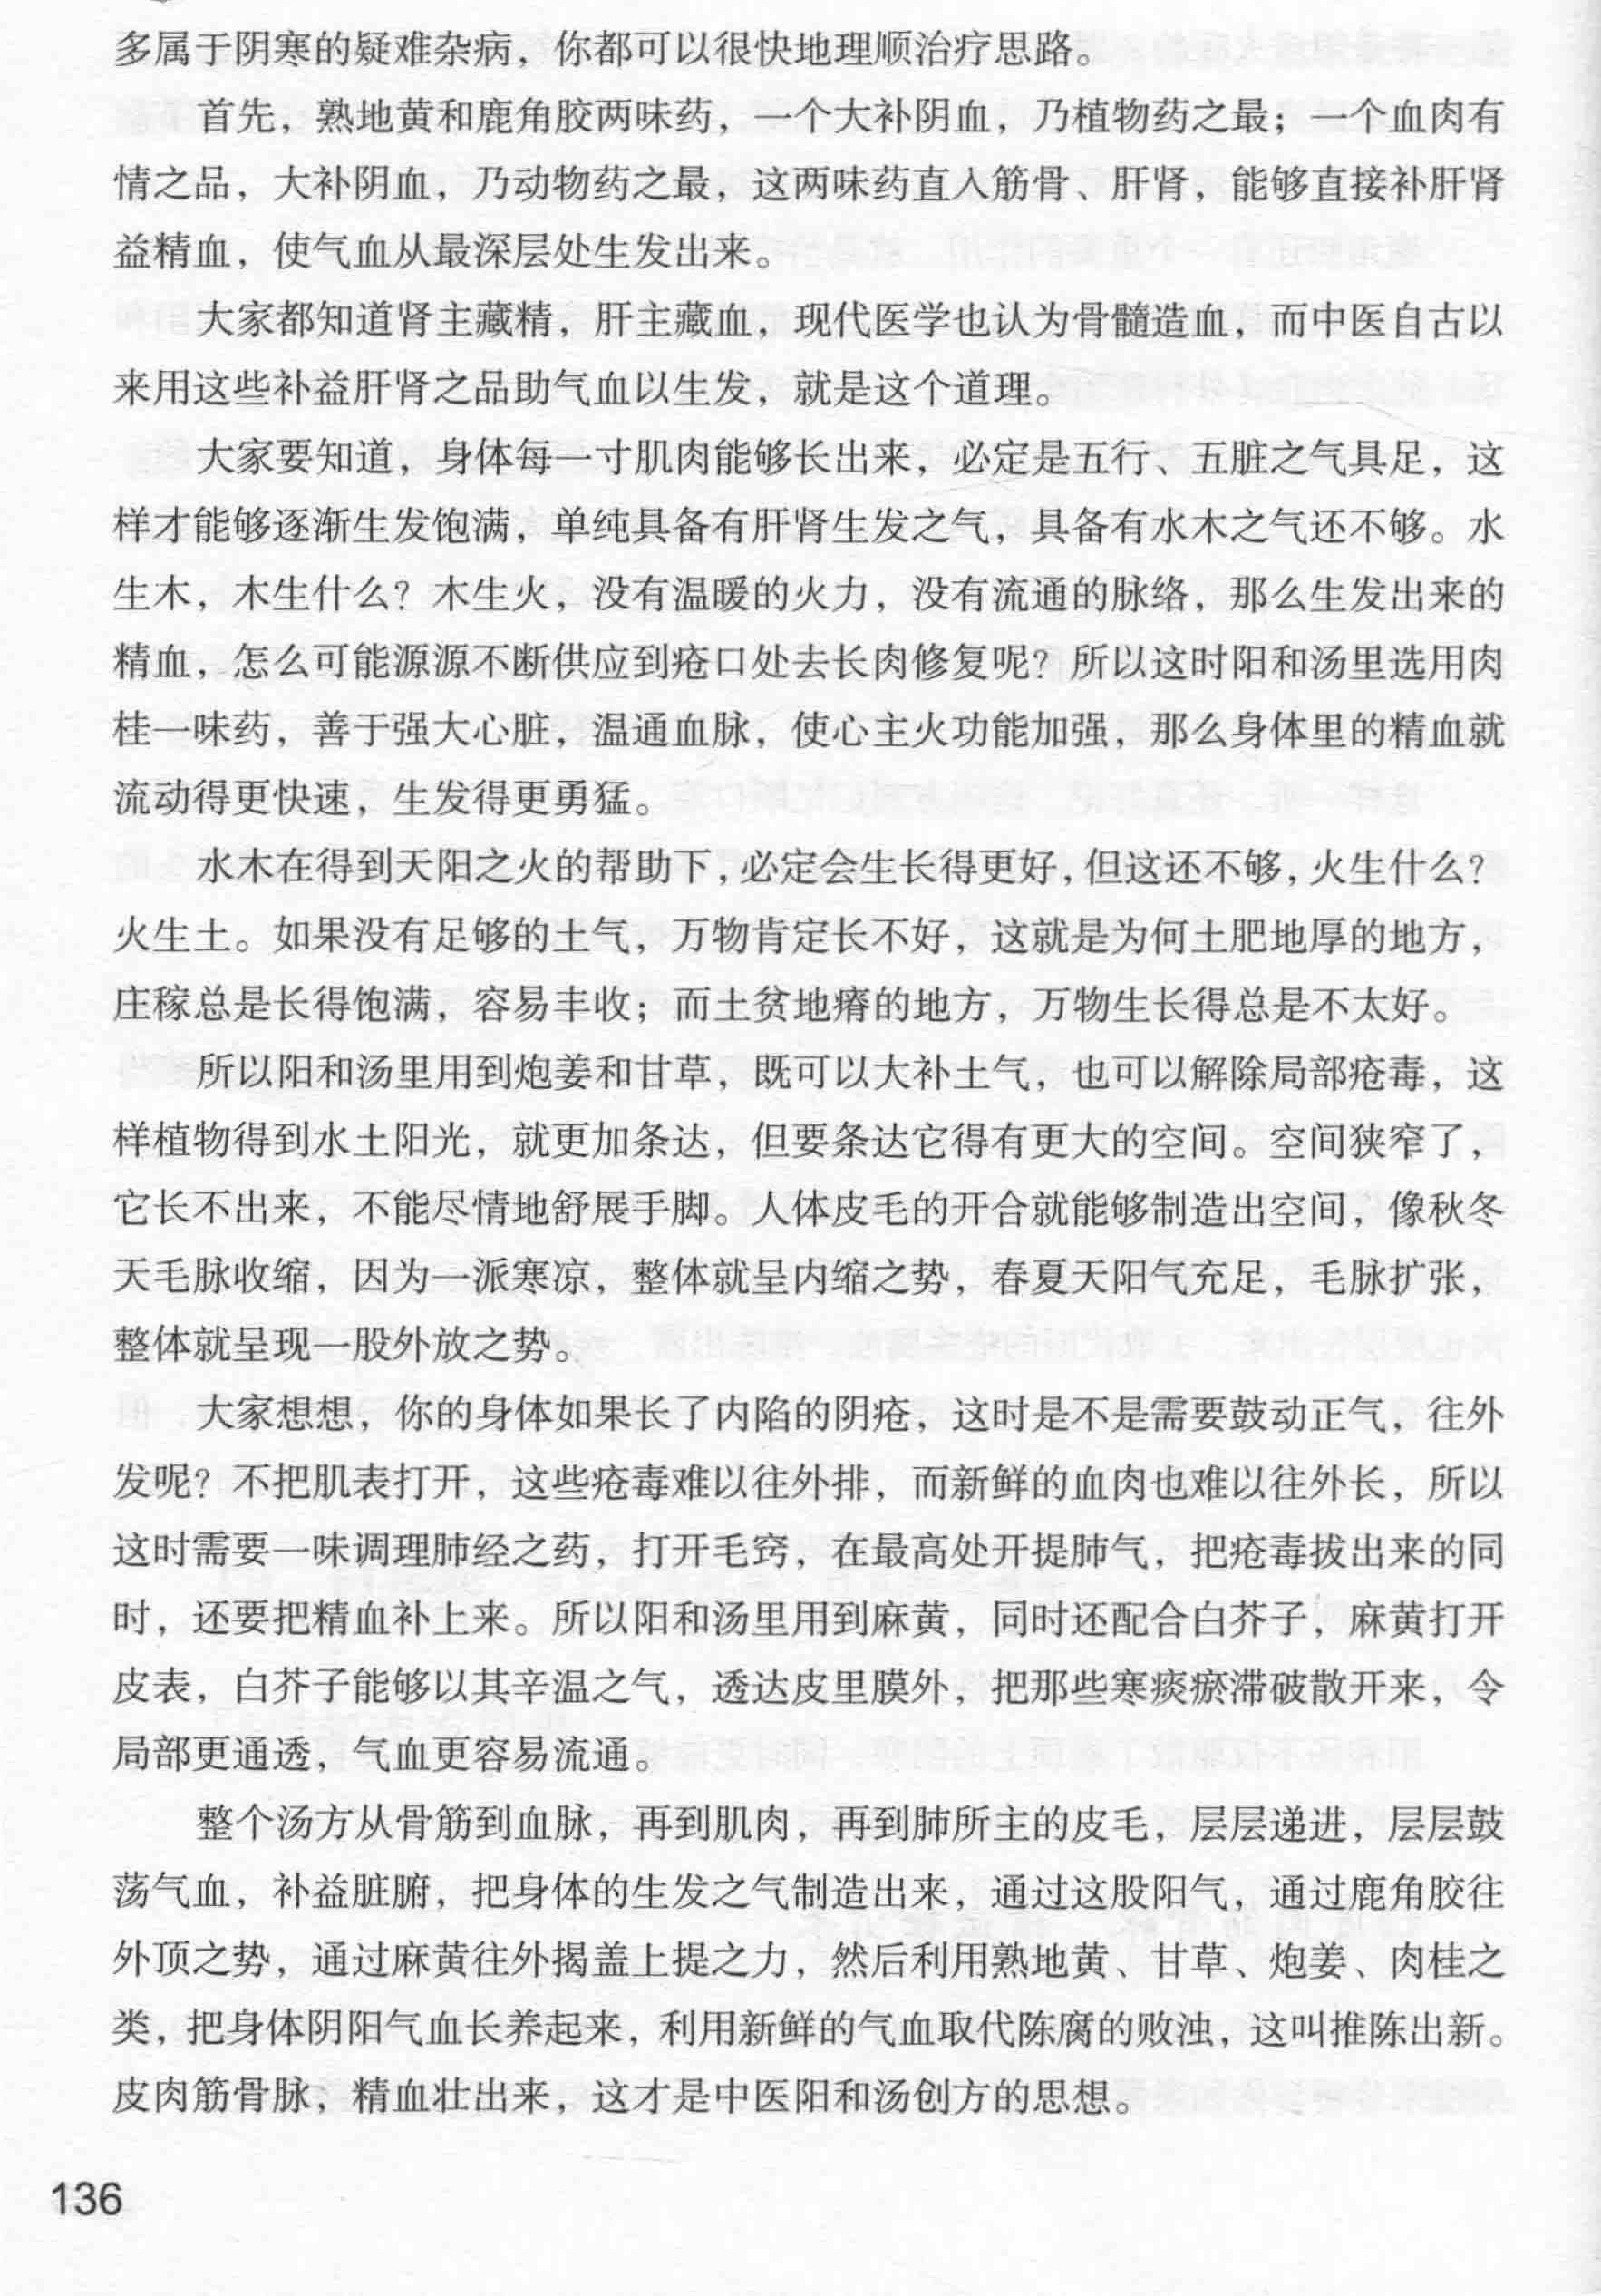 多属于阴寒的疑难杂病，你都可以很快地理顺治疗思路。
首先，熟地黄和鹿角胶两味药，一个大补阴血，乃植物药之最；一个血肉有
情之品，大补阴血，乃动物药之最，这两味药直入筋骨、肝肾，能够直接补肝肾
益精血，使气血从最深层处生发出来。
大家都知道肾主藏精，肝主藏血，现代医学也认为骨髓造血，而中医自古以
来用这些补益肝肾之品助气血以生发，就是这个道理。
大家要知道，身体每一寸肌肉能够长出来，必定是五行、五脏之气具足，这
样才能够逐渐生发饱满，单纯具备有肝肾生发之气，具备有水木之气还不够。水
生木，木生什么？木生火，没有温暖的火力，没有流通的脉络，那么生发出来的
精血，怎么可能源源不断供应到疮口处去长肉修复呢？所以这时阳和汤里选用肉
桂一味药，善于强大心脏，温通血脉，使心主火功能加强，那么身体里的精血就
流动得更快速，生发得更勇猛。
水木在得到天阳之火的帮助下，必定会生长得更好，但这还不够，火生什么？
火生土。如果没有足够的土气，万物肯定长不好，这就是为何土肥地厚的地方，
庄稼总是长得饱满，容易丰收；而土贫地瘠的地方，万物生长得总是不太好。
所以阳和汤里用到炮姜和甘草，既可以大补土气，也可以解除局部疮毒，这
样植物得到水土阳光，就更加条达，但要条达它得有更大的空间。空间狭窄了，
它长不出来，不能尽情地舒展手脚。人体皮毛的开合就能够制造出空间，像秋冬
天毛脉收缩，因为一派寒凉，整体就呈内缩之势，春夏天阳气充足，毛脉扩张，
整体就呈现一股外放之势。
大家想想，你的身体如果长了内陷的阴疮，这时是不是需要鼓动正气，往外
发呢？不把肌表打开，这些疮毒难以往外排，而新鲜的血肉也难以往外长，所以
这时需要一味调理肺经之药，打开毛窍，在最高处开提肺气，把疮毒拔出来的同
时，还要把精血补上来。所以阳和汤里用到麻黄，同时还配合白芥子，麻黄打开
皮表，白芥子能够以其辛温之气，透达皮里膜外，把那些寒痰瘀滞破散开来，令
局部更通透，气血更容易流通。
整个汤方从骨筋到血脉，再到肌肉，再到肺所主的皮毛，层层递进，层层鼓
荡气血，补益脏腑，把身体的生发之气制造出来，通过这股阳气，通过鹿角胶往
外顶之势，通过麻黄往外揭盖上提之力，然后利用熟地黄、甘草、炮姜、肉桂之
类，把身体阴阳气血长养起来，利用新鲜的气血取代陈腐的败浊，这叫推陈出新。
皮肉筋骨脉，精血壮出来，这才是中医阳和汤创方的思想。
136